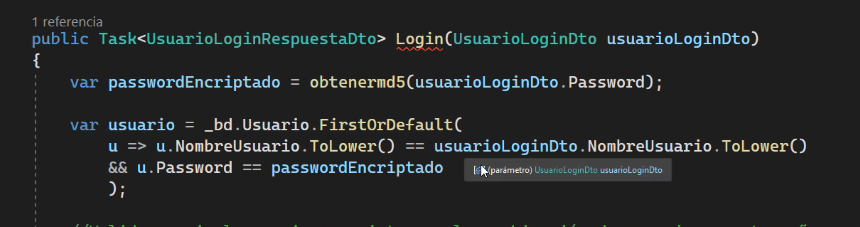 1 referencia
public Task<UsuarioLoginRespuestaDto> Login(UsuarioLoginDto usuarioLoginDto)
{
var passwordEncriptado = obtenermd5(usuarioLoginDto.Password);
var usuario = _bd.Usuario.FirstOrDefault(
u => u.NombreUsuario.ToLower() == usuarioLoginDto.NombreUsuario.ToLower()
&& u.Password == passwordEncriptado
(parámetro) UsuarioLoginDto usuarioLoginDto
);